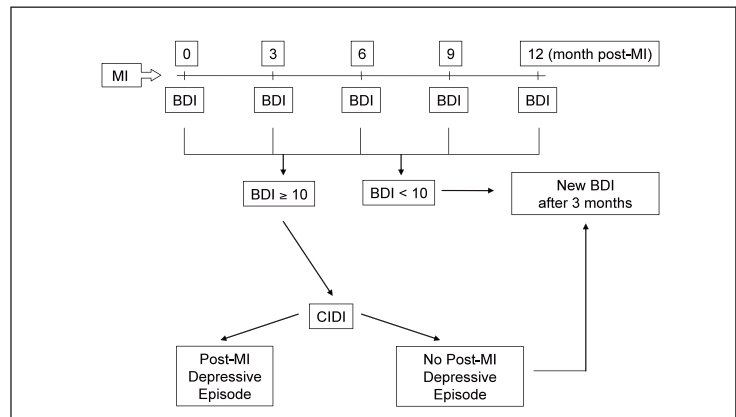 0 3 6 9 12 (month post-MI)
MI
BDI BDI BDI BDI BDI
BDI ≥ 10
BDI < 10
New BDI
after 3 months
CIDI
Post-MI
Depressive
Episode
No Post-MI
Depressive
Episode